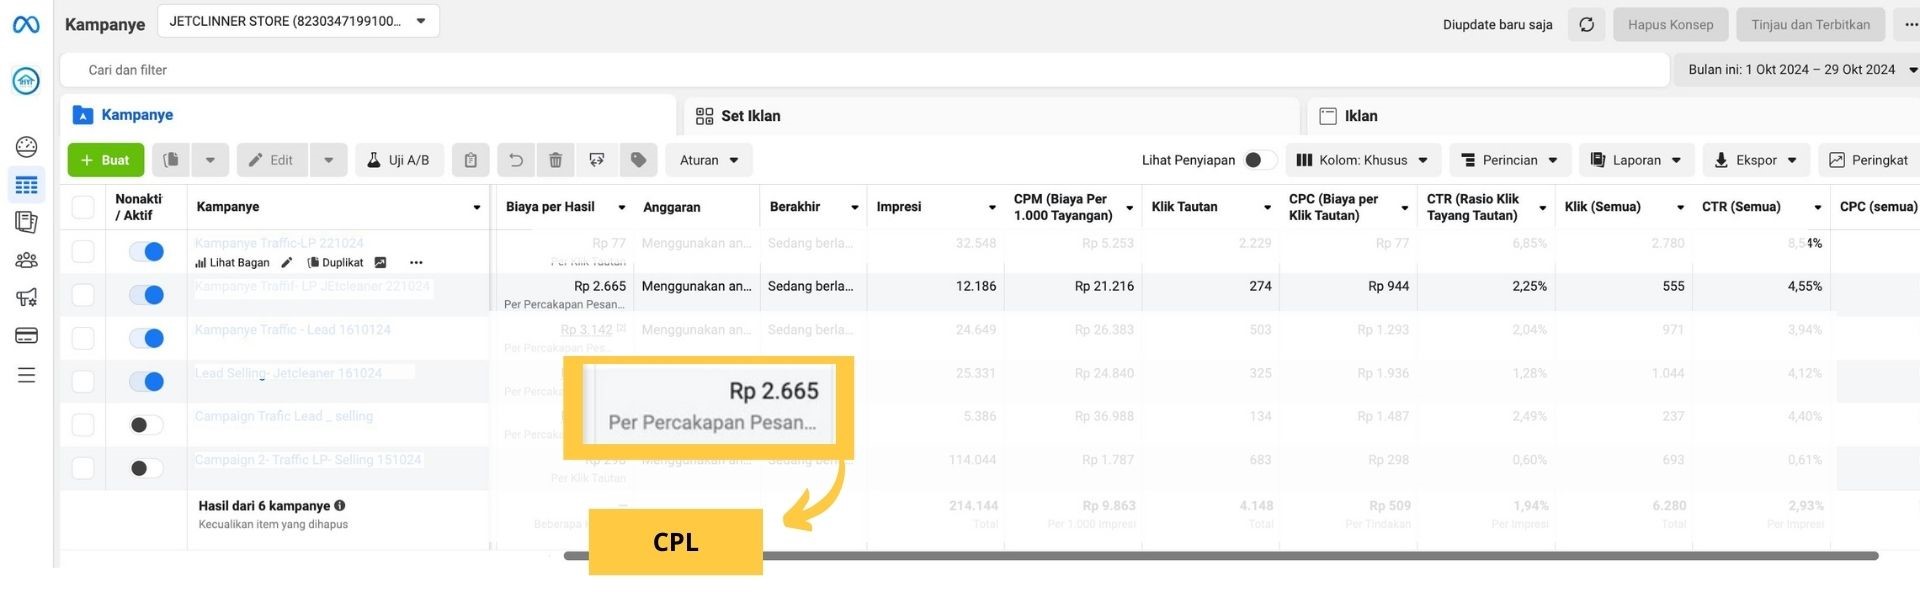 Kampanye
JETCLINNER STORE (8230347199100...
Diupdate baru saja
Hapus Konsep
Tinjau dan Terbitkan
Cari dan filter
Bulan ini: 1 Okt 2024 – 29 Okt 2024
Kampanye
Set Iklan
Iklan
+ Buat
Edit
Uji A/B
Aturan
Lihat Penyiapan
Kolom: Khusus
Perincian
Laporan
Ekspor
Peringkat
Nonakti
/ Aktif
Kampanye
Biaya per Hasil
Anggaran
Berakhir
Impresi
CPM (Biaya Per
1.000 Tayangan)
Klik Tautan
CPC (Biaya per
Klik Tautan)
CTR (Rasio Klik
Tayang Tautan)
Klik (Semua)
CTR (Semua)
CPC (semua)
Kampanye Traffic-LP 221024
Rp 77
Menggunakan an...
Sedang berla...
32.548
Rp 5.253
2.229
Rp 77
6,85%
2.780
8,54%
Lihat Bagan
Duplikat
Per Klik Tautan
Kampanye Traffif- LP JEtcleaner 221024
Rp 2.665
Menggunakan an...
Sedang berla...
12.186
Rp 21.216
274
Rp 944
2,25%
555
4,55%
Per Percakapan Pesan...
Kampanye Traffic - Lead 1610124
Rp 3.142 [2]
Menggunakan an...
Sedang berla...
24.649
Rp 26.383
503
Rp 1.293
2,04%
971
3,94%
Per Percakapan Pes...
Lead Selling- Jetcleaner 161024
25.331
Rp 24.840
325
Rp 1.936
1,28%
1.044
4,12%
Rp 2.665
Per Percakapan Pesan...
Campaign Trafic Lead _ selling
5.386
Rp 36.988
134
Rp 1.487
2,49%
237
4,40%
Campaign 2- Traffic LP- Selling 151024
Rp 298
Menggunakan an...
Sedang berla...
114.044
Rp 1.787
683
Rp 298
0,60%
693
0,61%
Per Klik Tautan
Hasil dari 6 kampanye
214.144
Rp 9.863
4.148
Rp 509
1,94%
6.280
2,93%
Kecualikan item yang dihapus
Total
Per 1.000 Impresi
Total
Per Tindakan
Per Impresi
Total
Per Impresi
CPL